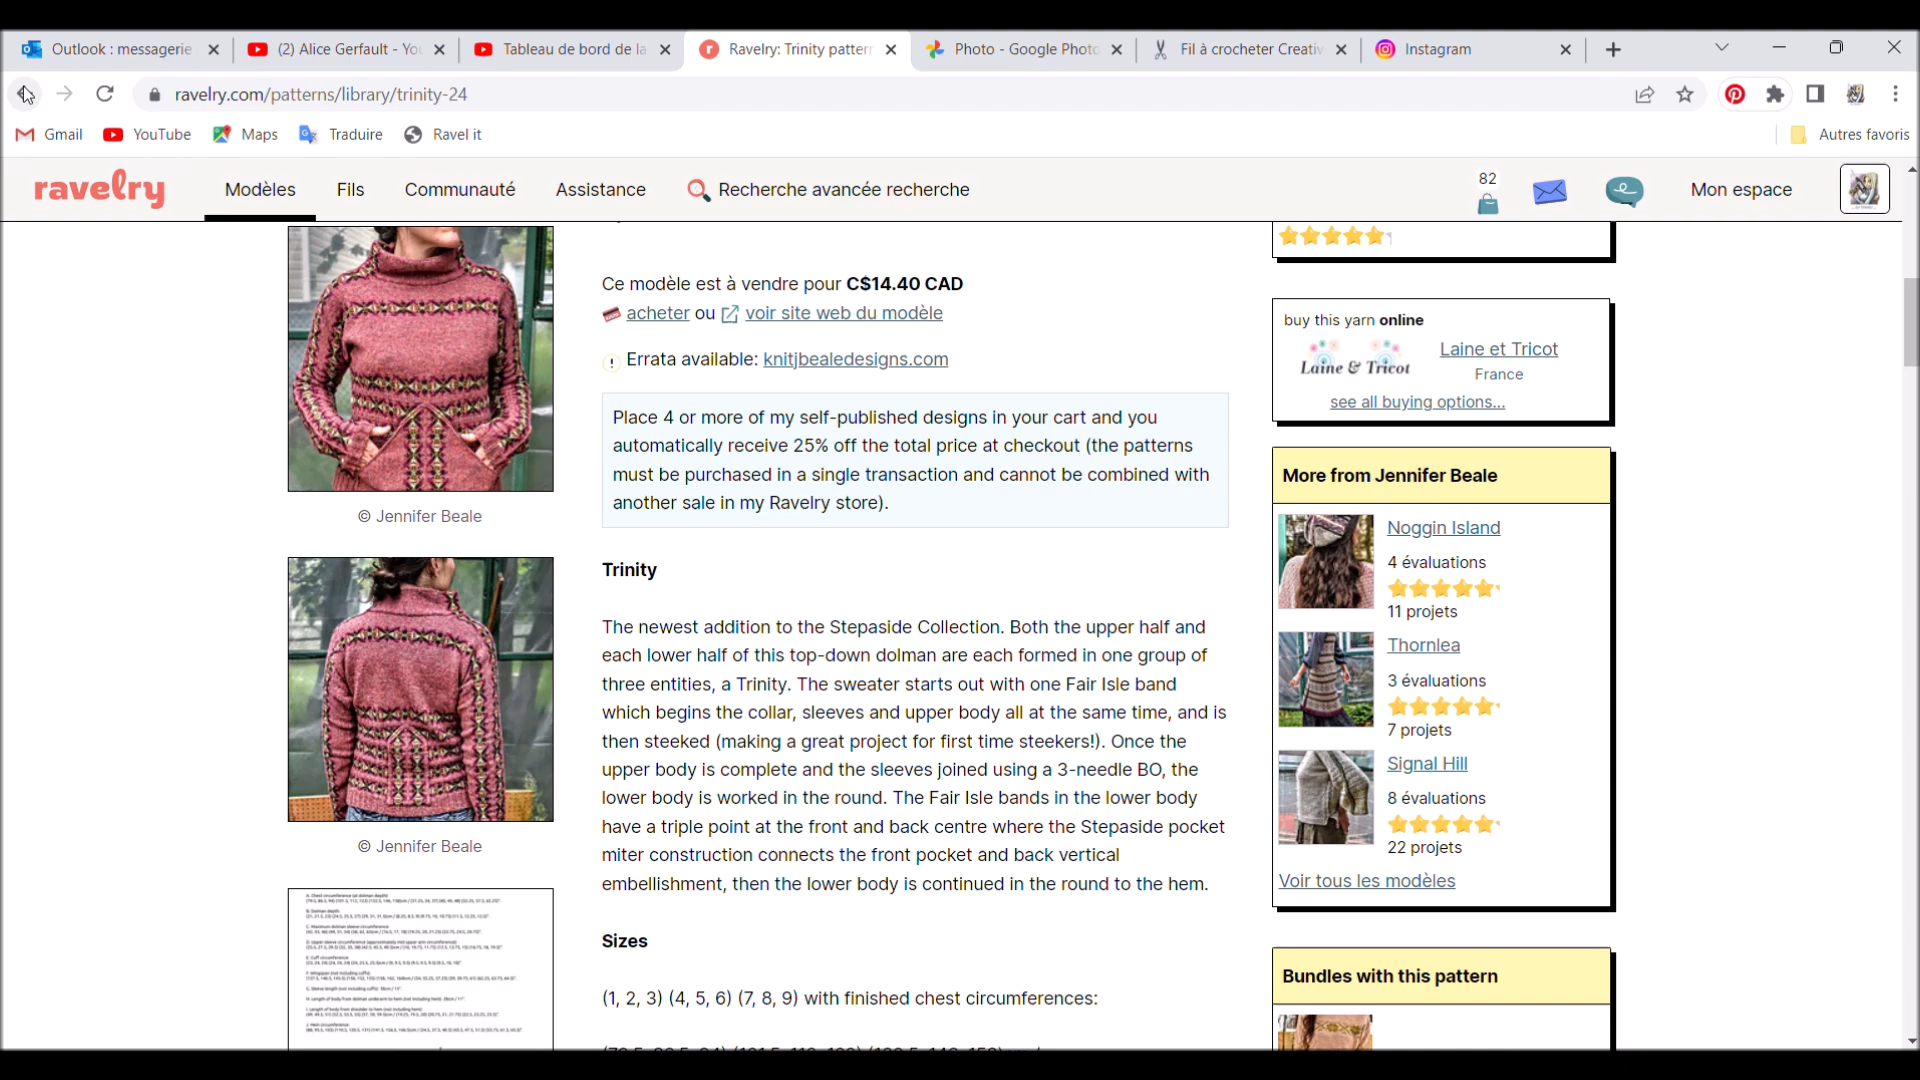 Outlook : messagerie
(2) Alice Gerfault - You
Tableau de bord de la
Ravelry: Trinity pattern
Photo - Google Photo
Fil à crocheter Creativ
Instagram
ravelry.com/patterns/library/trinity-24
Gmail
YouTube
Maps
Traduire
Ravel it
Autres favoris
ravelry
Modèles
Fils
Communauté
Assistance
Recherche avancée recherche
82
Mon espace
Ce modèle est à vendre pour C$14.40 CAD
acheter ou voir site web du modèle
Errata available: knitjbealedesigns.com
Place 4 or more of my self-published designs in your cart and you
automatically receive 25% off the total price at checkout (the patterns
must be purchased in a single transaction and cannot be combined with
another sale in my Ravelry store).
© Jennifer Beale
© Jennifer Beale
Trinity
The newest addition to the Stepaside Collection. Both the upper half and
each lower half of this top-down dolman are each formed in one group of
three entities, a Trinity. The sweater starts out with one Fair Isle band
which begins the collar, sleeves and upper body all at the same time, and is
then steeked (making a great project for first time steekers!). Once the
upper body is complete and the sleeves joined using a 3-needle BO, the
lower body is worked in the round. The Fair Isle bands in the lower body
have a triple point at the front and back centre where the Stepaside pocket
miter construction connects the front pocket and back vertical
embellishment, then the lower body is continued in the round to the hem.
Sizes
(1, 2, 3) (4, 5, 6) (7, 8, 9) with finished chest circumferences:
buy this yarn online
Laine & Tricot
Laine et Tricot
France
see all buying options...
More from Jennifer Beale
Noggin Island
4 évaluations
11 projets
Thornlea
3 évaluations
7 projets
Signal Hill
8 évaluations
22 projets
Voir tous les modèles
Bundles with this pattern